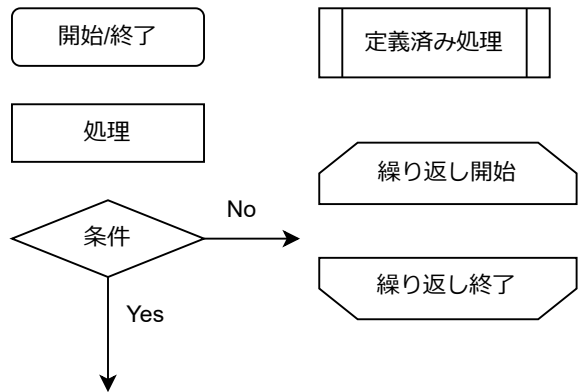 開始/終了
処理
条件
No
Yes
定義済み処理
繰り返し開始
繰り返し終了